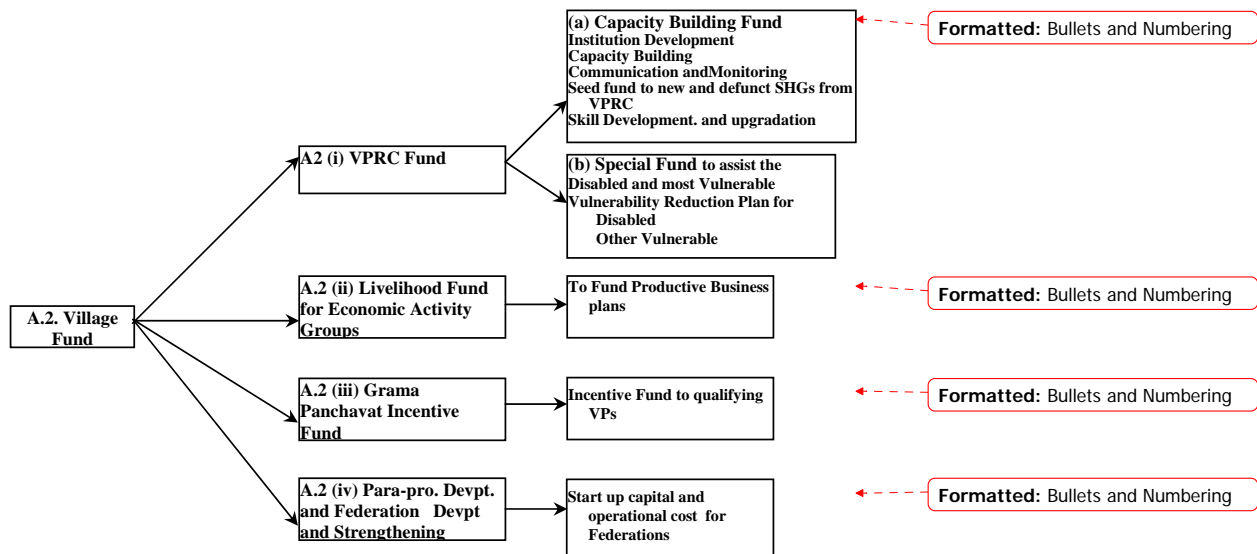 (a) Capacity Building Fund
Institution Development
Capacity Building
Communication andMonitoring
Seed fund to new and defunct SHGs from
VPRC
Skill Development. and upgradation
Formatted: Bullets and Numbering
A2 (i) VPRC Fund
(b) Special Fund to assist the
Disabled and most Vulnerable
Vulnerability Reduction Plan for
Disabled
Other Vulnerable
A.2. Village
Fund
A.2 (ii) Livelihood Fund
for Economic Activity
Groups
To Fund Productive Business
plans
Formatted: Bullets and Numbering
A.2 (iii) Grama
Panchayat Incentive
Fund
Incentive Fund to qualifying
VPs
Formatted: Bullets and Numbering
A.2 (iv) Para-pro. Devpt.
and Federation Devpt
and Strengthening
Start up capital and
operational cost for
Federations
Formatted: Bullets and Numbering